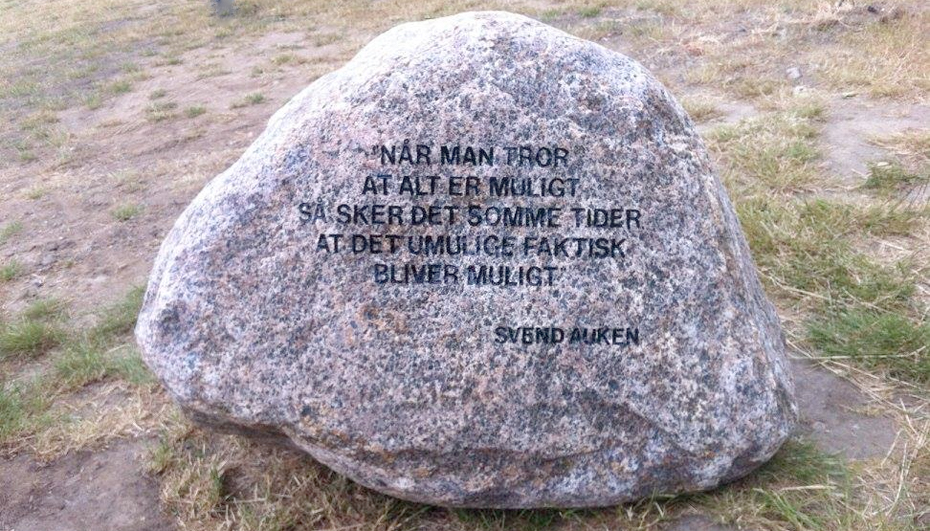 "NÅR MAN TROR
AT ALT ER MULIGT
SÅ SKER DET SOMME TIDER
AT DET UMULIGE FAKTISK
BLIVER MULIGT"
SVEND AUKEN